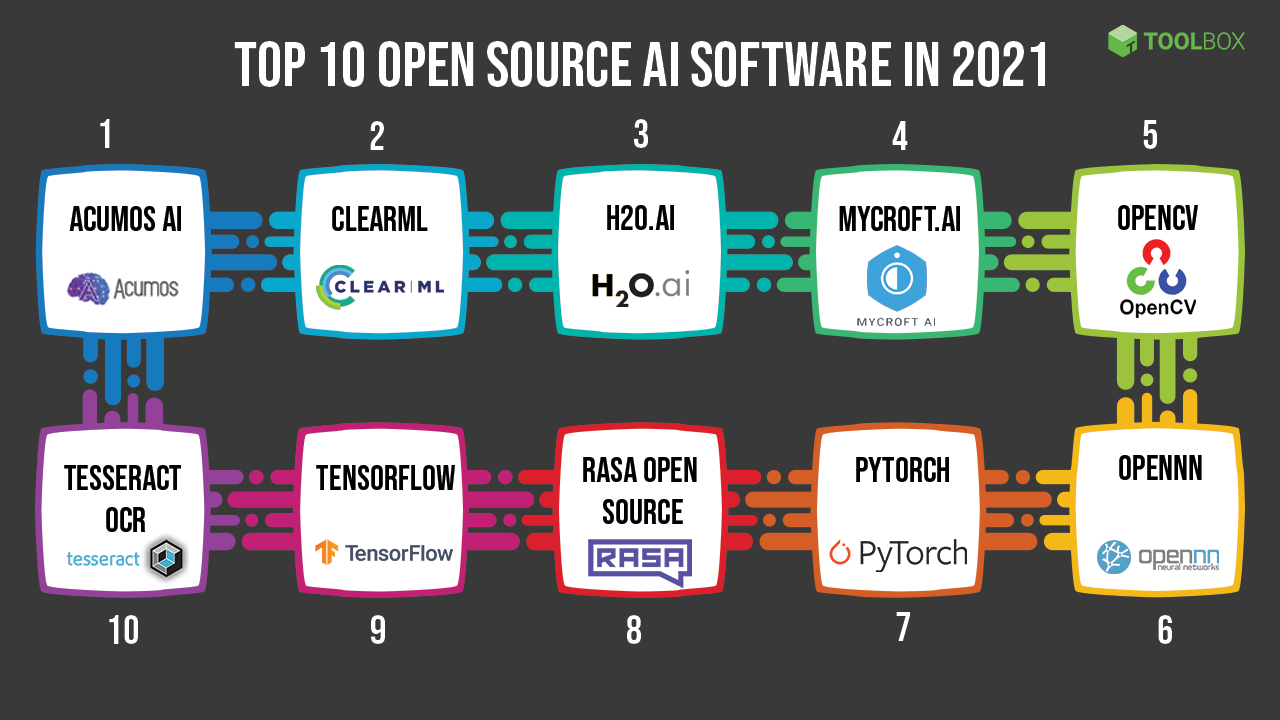 TOP 10 OPEN SOURCE AI SOFTWARE IN 2021
TOOLBOX
1
2
3
4
5
ACUMOS AI
Acumos
CLEARML
CLEAR|ML
H2O.AI
H2O.ai
MYCROFT.AI
MYCROFT AI
OPENCV
OpenCV
TESSERACT
OCR
tesseract
TENSORFLOW
TensorFlow
RASA OPEN
SOURCE
RASA
PYTORCH
PyTorch
OPENNN
opennn
neural networks
10
9
8
7
6